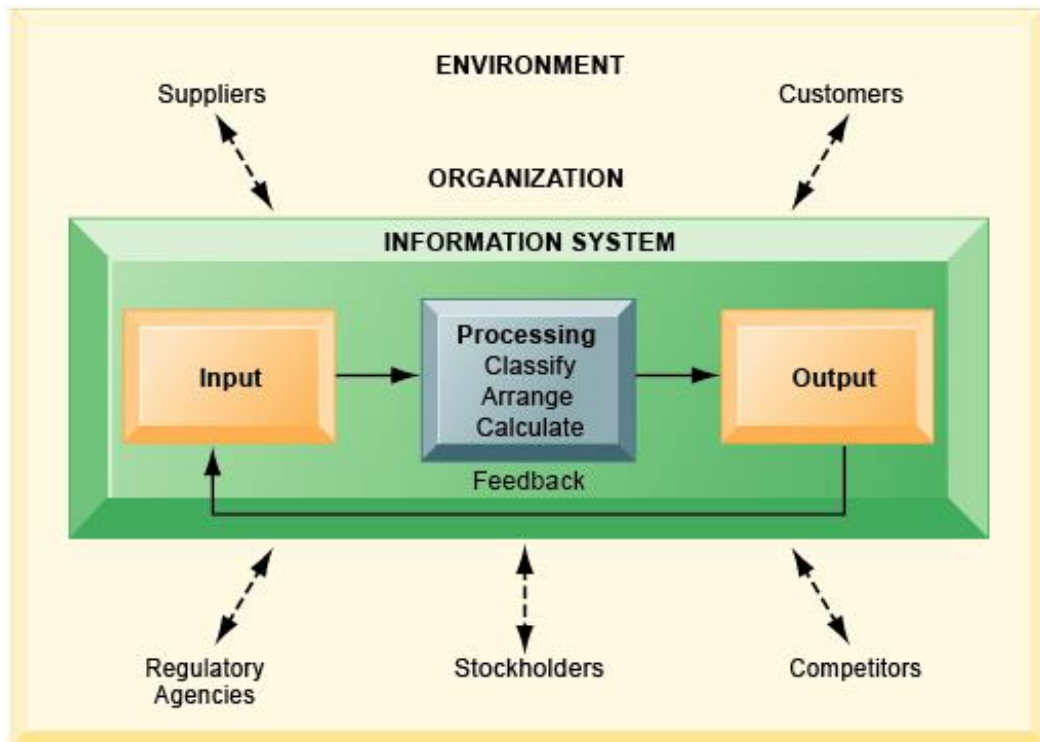 ENVIRONMENT
Suppliers
Customers
ORGANIZATION
INFORMATION SYSTEM
Input
Processing
Classify
Arrange
Calculate
Output
Feedback
Regulatory
Agencies
Stockholders
Competitors